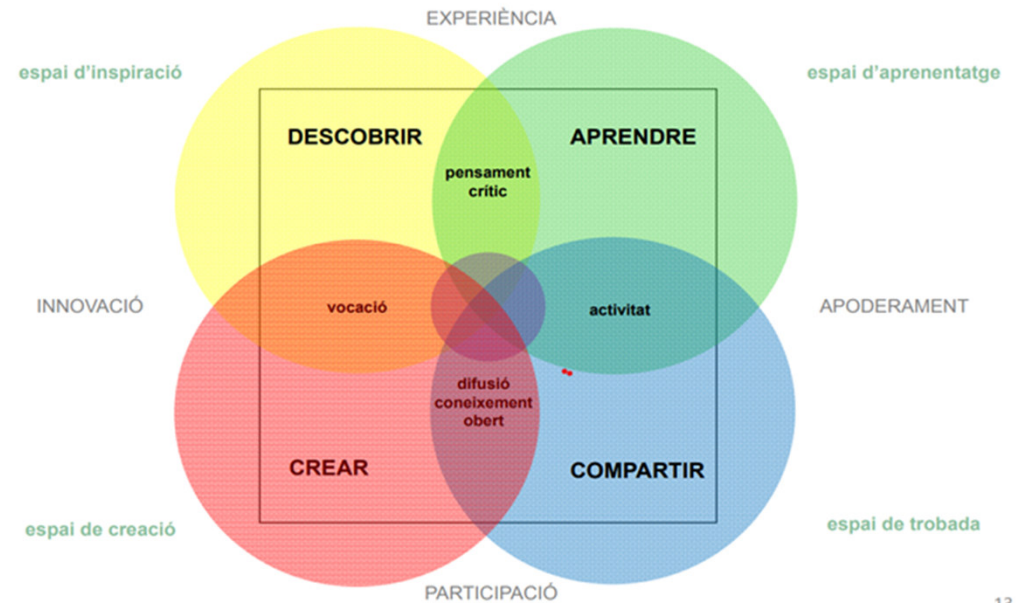 EXPERIÈNCIA
espai d'inspiració
espai d'aprenentatge
DESCOBRIR
APRENDRE
pensament
crític
INNOVACIÓ
vocació
activitat
APODERAMENT
difusió
coneixement
obert
CREAR
COMPARTIR
espai de creació
espai de trobada
PARTICIPACIÓ
13